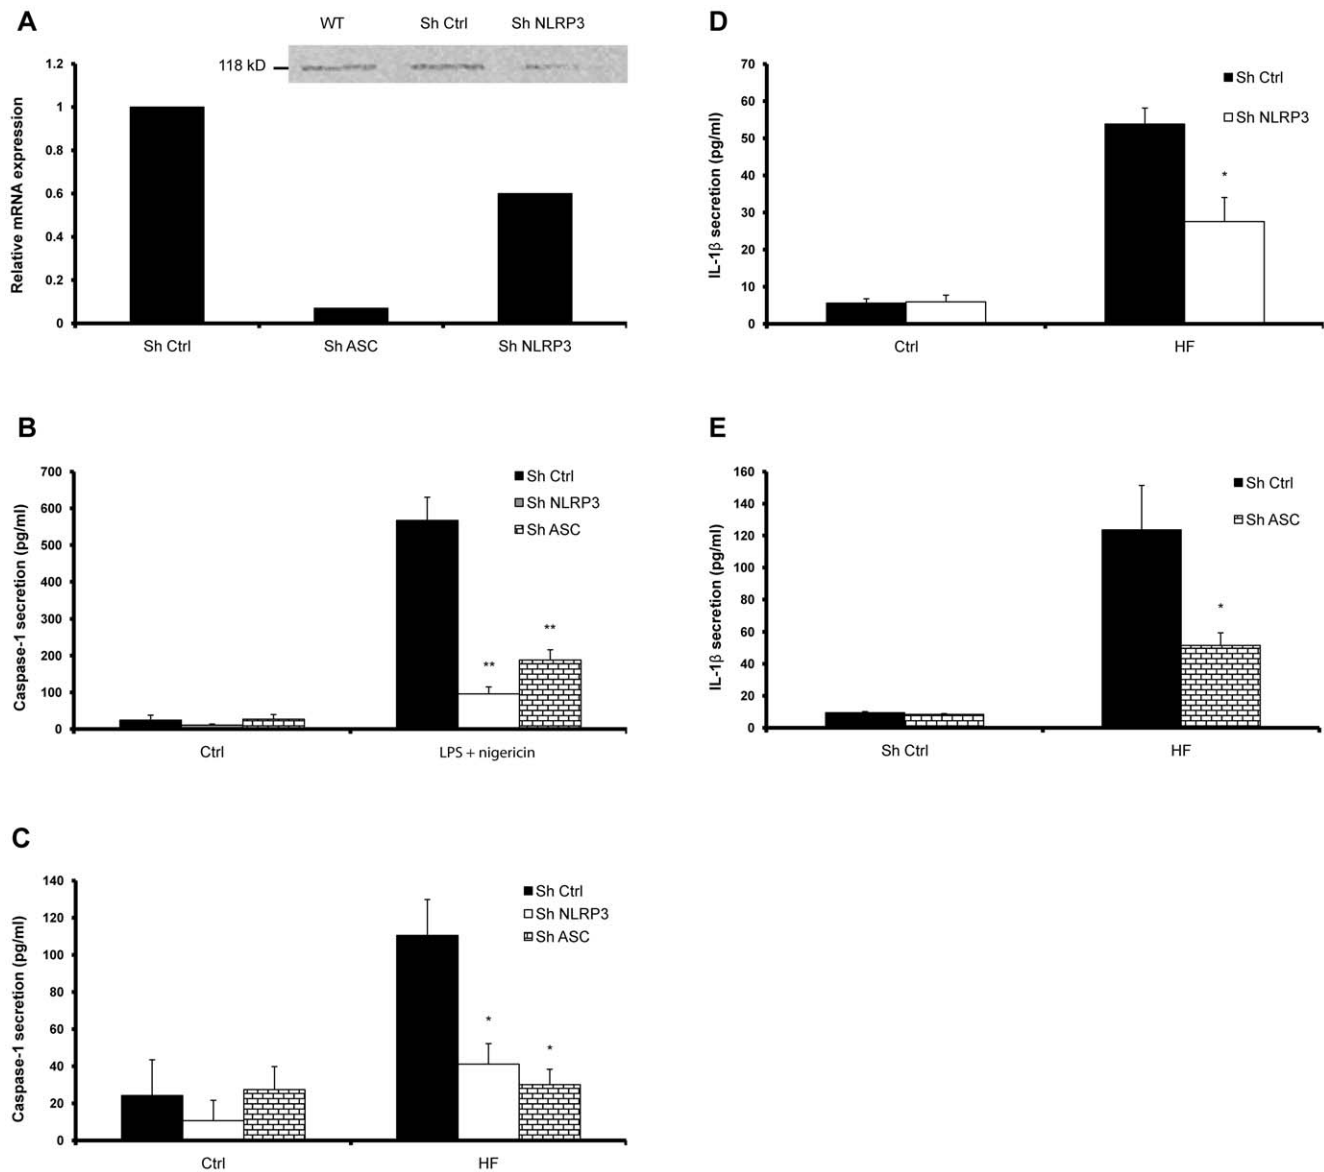 A
WT Sh Ctrl Sh NLRP3
118 kD
Relative mRNA expression
1.2
1
0.8
0.6
0.4
0.2
0
Sh Ctrl Sh ASC Sh NLRP3
D
IL-1β secretion (pg/ml)
70
60
50
40
30
20
10
0
Sh Ctrl
Sh NLRP3
*
Ctrl HF
B
Caspase-1 secretion (pg/ml)
700
600
500
400
300
200
100
0
Sh Ctrl
Sh NLRP3
Sh ASC
**
**
Ctrl LPS + nigericin
E
IL-1β secretion (pg/ml)
160
140
120
100
80
60
40
20
0
Sh Ctrl
Sh ASC
*
Sh Ctrl HF
C
Caspase-1 secretion (pg/ml)
140
120
100
80
60
40
20
0
Sh Ctrl
Sh NLRP3
Sh ASC
*
*
Ctrl HF